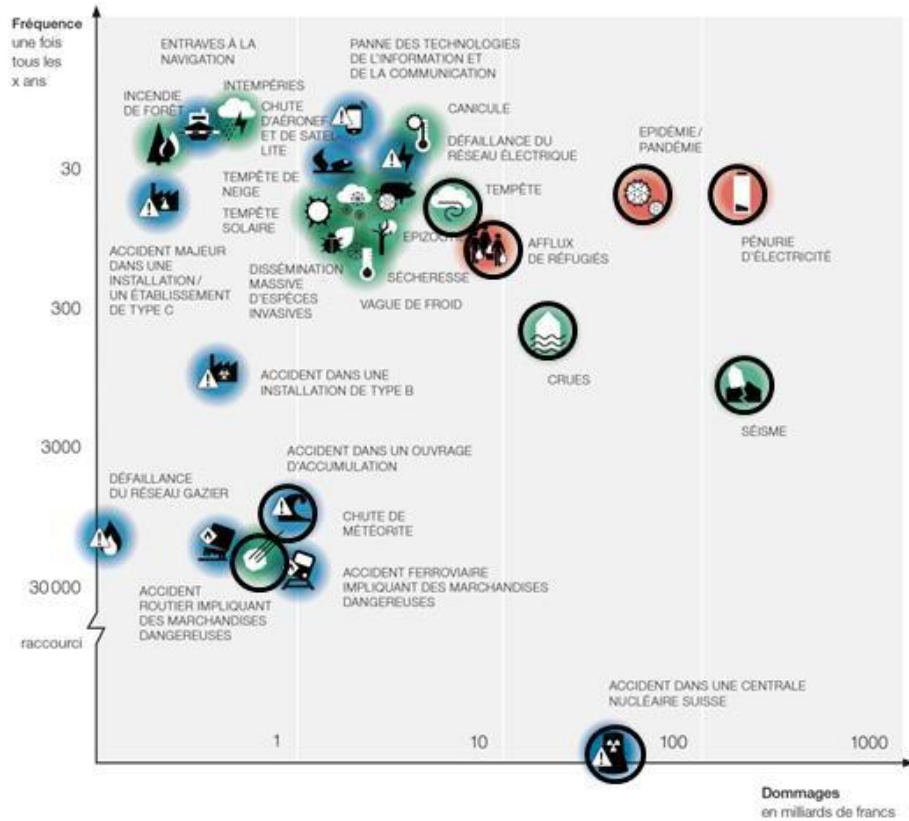 Fréquence
une fois
tous les
x ans
ENTRAVES À LA
NAVIGATION
PANNE DES TECHNOLOGIES
DE L'INFORMATION ET
DE LA COMMUNICATION
INCENDIE
DE FORÊT
INTEMPÉRIES
CHUTE
D'AÉRONEF
ET DE SATEL-
LITE
CANICULE
DÉFAILLANCE DU
RÉSEAU ÉLECTRIQUE
EPIDÉMIE/
PANDÉMIE
30
TEMPÊTE DE
NEIGE
TEMPÊTE
SOLAIRE
TEMPÊTE
ÉPIZOOTIE
AFFLUX
DE RÉFUGIÉS
PÉNURIE
D'ÉLECTRICITÉ
ACCIDENT MAJEUR
DANS UNE
INSTALLATION/
UN ÉTABLISSEMENT
DE TYPE C
DISSÉMINATION
MASSIVE
D'ESPÈCES
INVASIVES
SÉCHERESSE
VAGUE DE FROID
300
CRUES
ACCIDENT DANS UNE
INSTALLATION DE TYPE B
SÉISME
3000
ACCIDENT DANS UN OUVRAGE
D'ACCUMULATION
DÉFAILLANCE
DU RÉSEAU GAZIER
CHUTE DE
MÉTÉORITE
ACCIDENT FERROVIAIRE
IMPLIQUANT DES MARCHANDISES
DANGEREUSES
30 000
ACCIDENT
ROUTIER IMPLIQUANT
DES MARCHANDISES
DANGEREUSES
raccourci
ACCIDENT DANS UNE CENTRALE
NUCLÉAIRE SUISSE
1
10
100
1000
Dommages
en milliards de francs